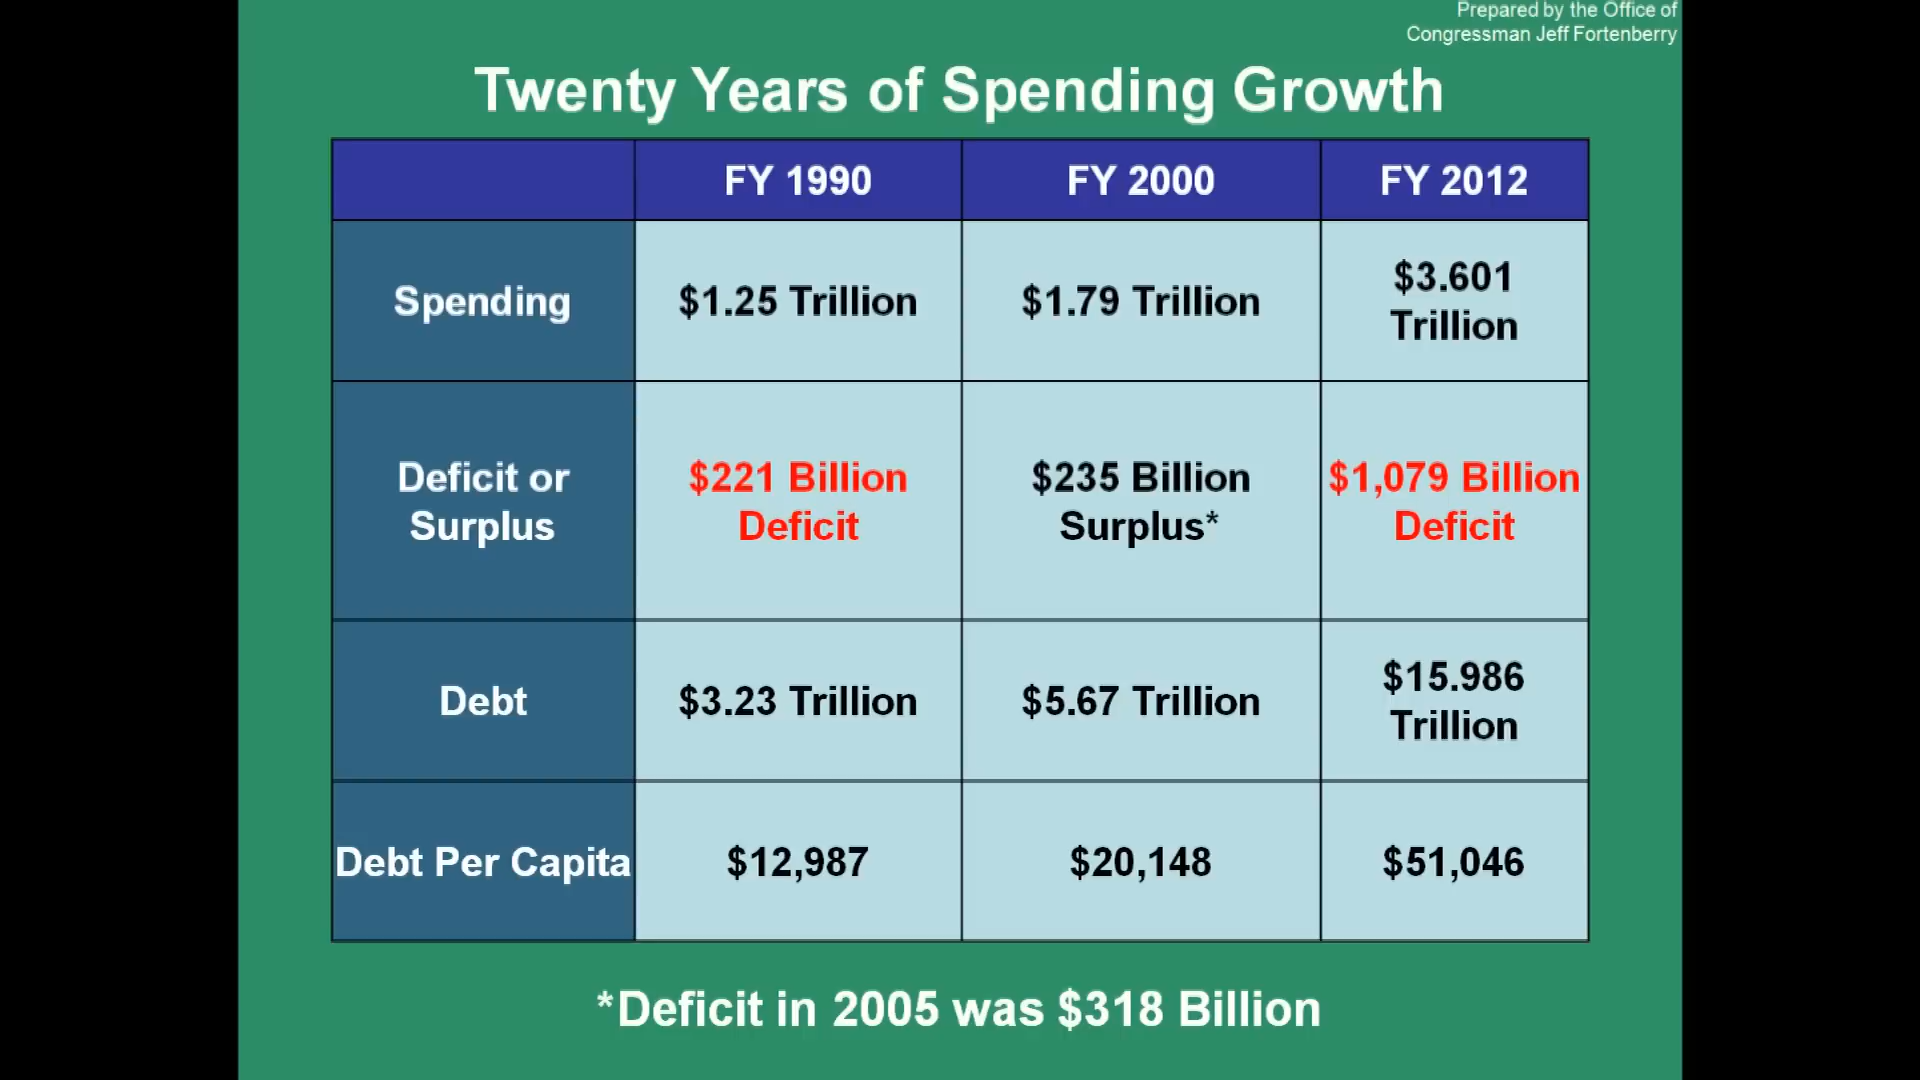 Prepared by the Office of
Congressman Jeff Fortenberry
Twenty Years of Spending Growth
FY 1990 FY 2000 FY 2012
Spending $1.25 Trillion $1.79 Trillion $3.601 Trillion
Deficit or Surplus $221 Billion Deficit $235 Billion Surplus* $1,079 Billion Deficit
Debt $3.23 Trillion $5.67 Trillion $15.986 Trillion
Debt Per Capita $12,987 $20,148 $51,046
*Deficit in 2005 was $318 Billion